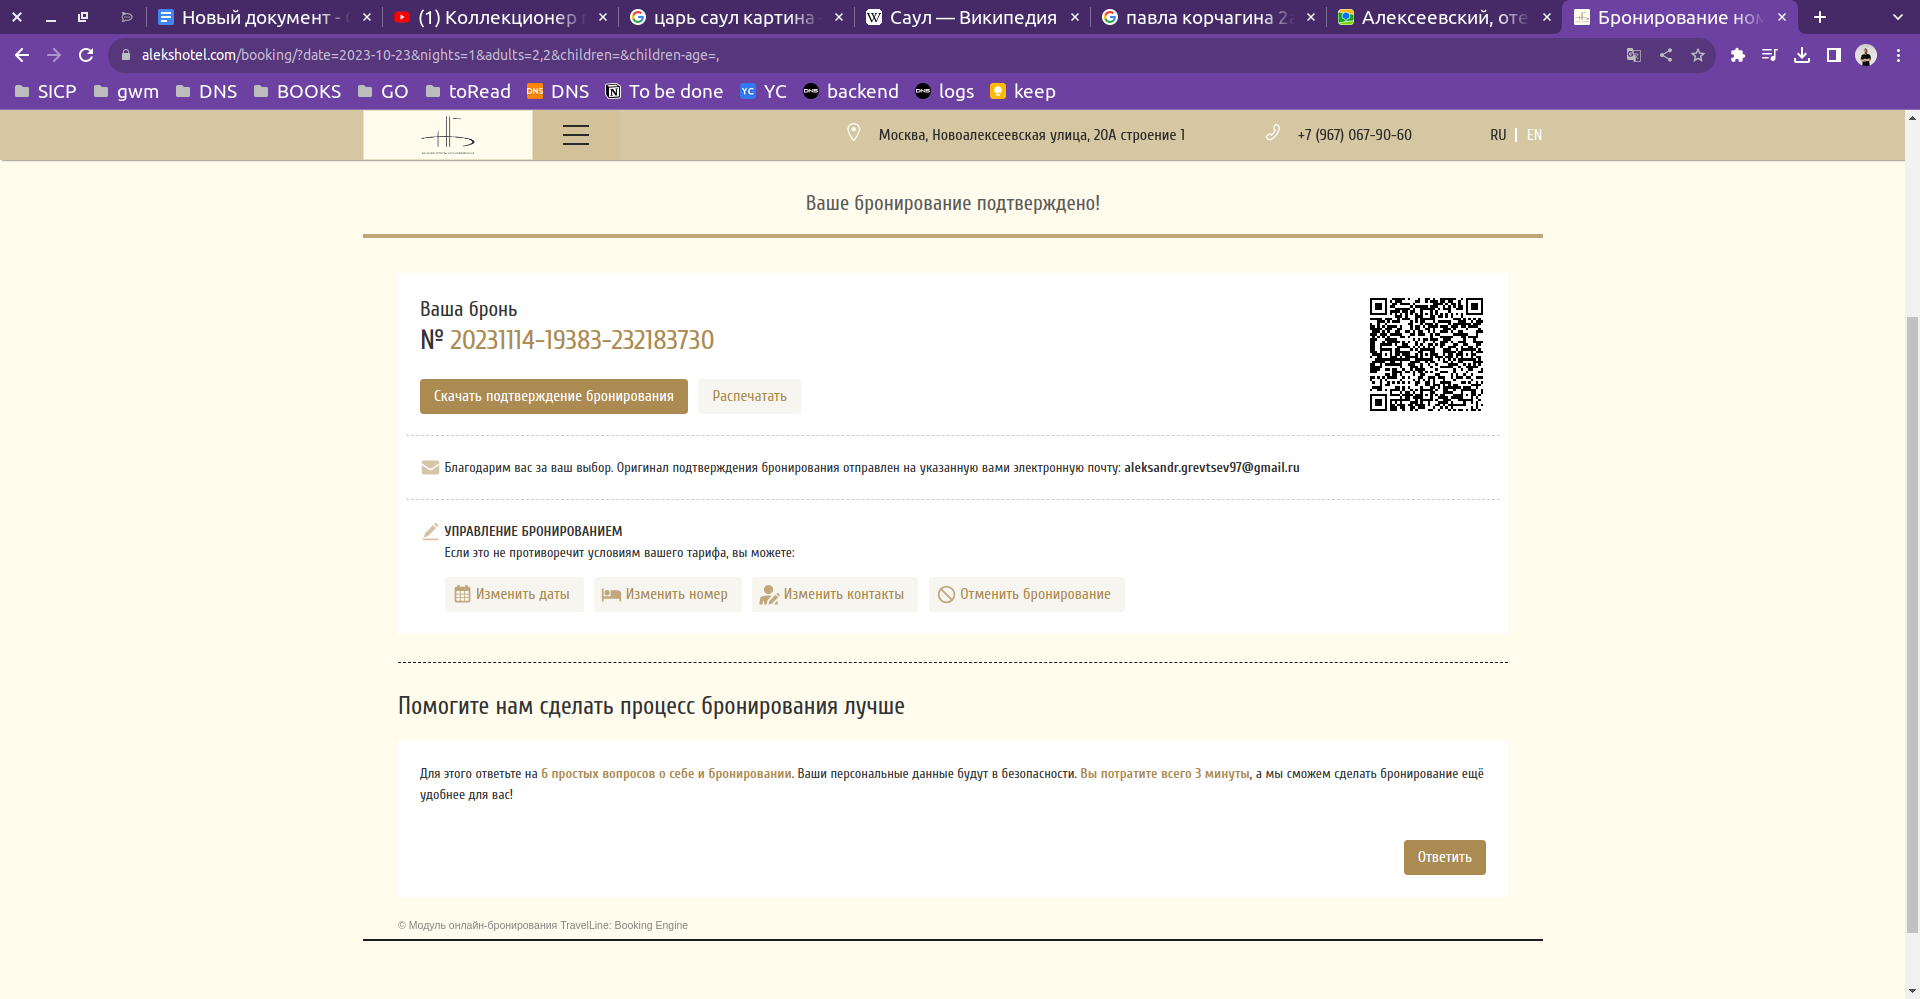 Новый документ -
(1) Коллекционер
царь саул картина
Саул — Википедия
павла корчагина 2а
Алексеевский, оте
Бронирование ном
alekshotel.com/booking/?date=2023-10-23&nights=1&adults=2,2&children=&children-age=,
SICP
gwm
DNS
BOOKS
GO
toRead
DNS
To be done
YC
backend
logs
keep
Москва, Новоалексеевская улица, 20А строение 1
+7 (967) 067-90-60
RU | EN
Ваше бронирование подтверждено!
Ваша бронь
№ 20231114-19383-232183730
Скачать подтверждение бронирования
Распечатать
Благодарим вас за ваш выбор. Оригинал подтверждения бронирования отправлен на указанную вами электронную почту: aleksandr.grevtsev97@gmail.ru
УПРАВЛЕНИЕ БРОНИРОВАНИЕМ
Если это не противоречит условиям вашего тарифа, вы можете:
Изменить даты
Изменить номер
Изменить контакты
Отменить бронирование
Помогите нам сделать процесс бронирования лучше
Для этого ответьте на 6 простых вопросов о себе и бронировании. Ваши персональные данные будут в безопасности. Вы потратите всего 3 минуты, а мы сможем сделать бронирование ещё
удобнее для вас!
Ответить
© Модуль онлайн-бронирования TravelLine: Booking Engine